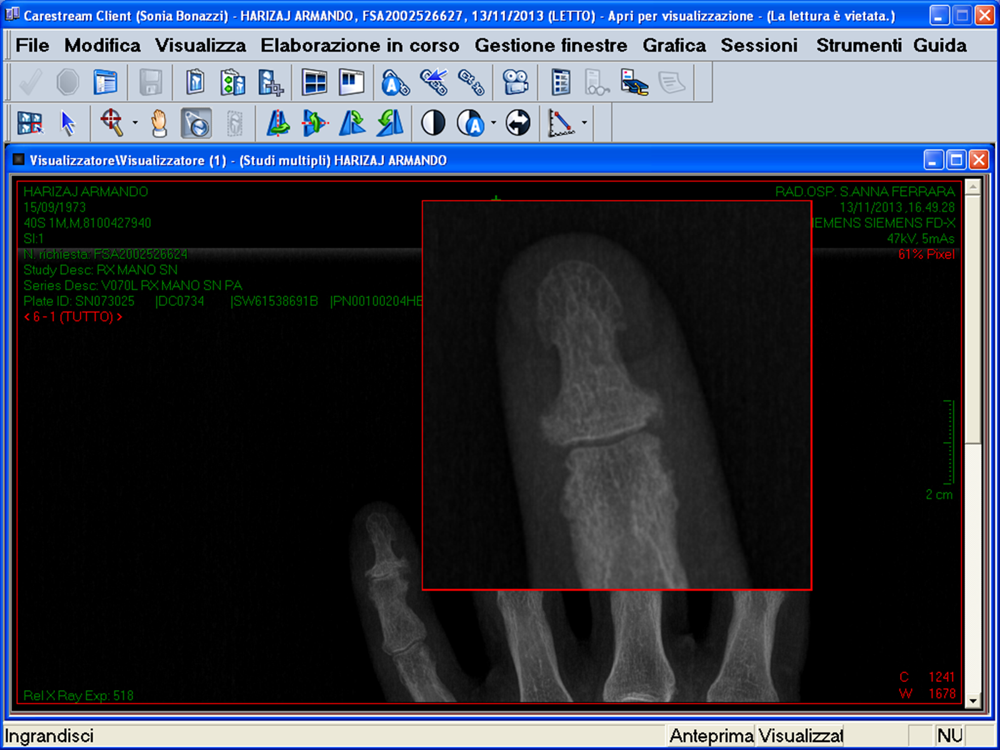 Carestream Client (Sonia Bonazzi) - HARIZAJ ARMANDO, FSA2002526627, 13/11/2013 (LETTO) - Apri per visualizzazione - (La lettura è vietata.)
File Modifica Visualizza Elaborazione in corso Gestione finestre Grafica Sessioni Strumenti Guida
A
A
Visualizzatore\Visualizzatore (1) - (Studi multipli) HARIZAJ ARMANDO
HARIZAJ ARMANDO
15/09/1973
40S 1M,M,8100427940
SI:1
N. richiesta: FSA2002526624
Study Desc: RX MANO SN
Series Desc: V070L RX MANO SN PA
Plate ID: SN073025 |DC0734 |SW61538691B |PN00100204HE
< 6 - 1 (TUTTO) >
RAD.OSP. S.ANNA FERRARA
13/11/2013 ,16.49.28
IEMENS SIEMENS FD-X
47kV, 5mAs
61% Pixel
2 cm
C 1241
W 1678
Rel X Ray Exp: 518
Ingrandisci Anteprima Visualizzat NU